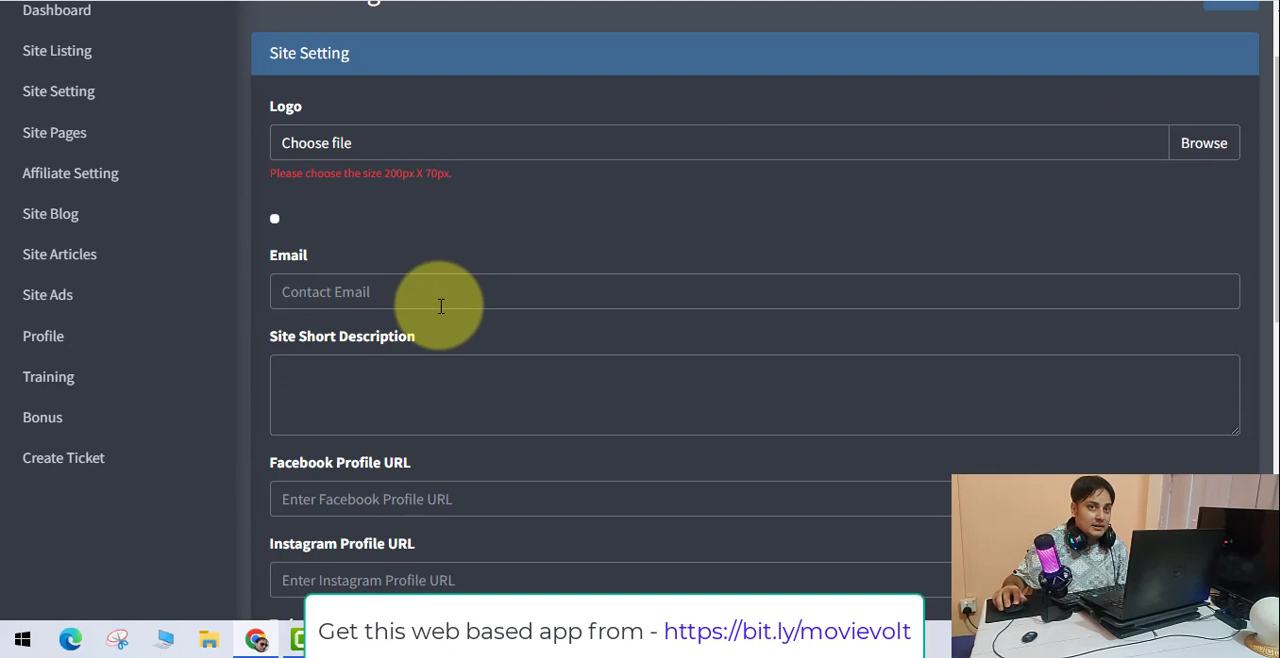 Dashboard
Site Listing
Site Setting
Site Pages
Affiliate Setting
Site Blog
Site Articles
Site Ads
Profile
Training
Bonus
Create Ticket
Site Setting
Logo
Choose file
Browse
Please choose the size 200px X 70px.
Email
Contact Email
Site Short Description
Facebook Profile URL
Enter Facebook Profile URL
Instagram Profile URL
Enter Instagram Profile URL
Get this web based app from - https://bit.ly/movievolt